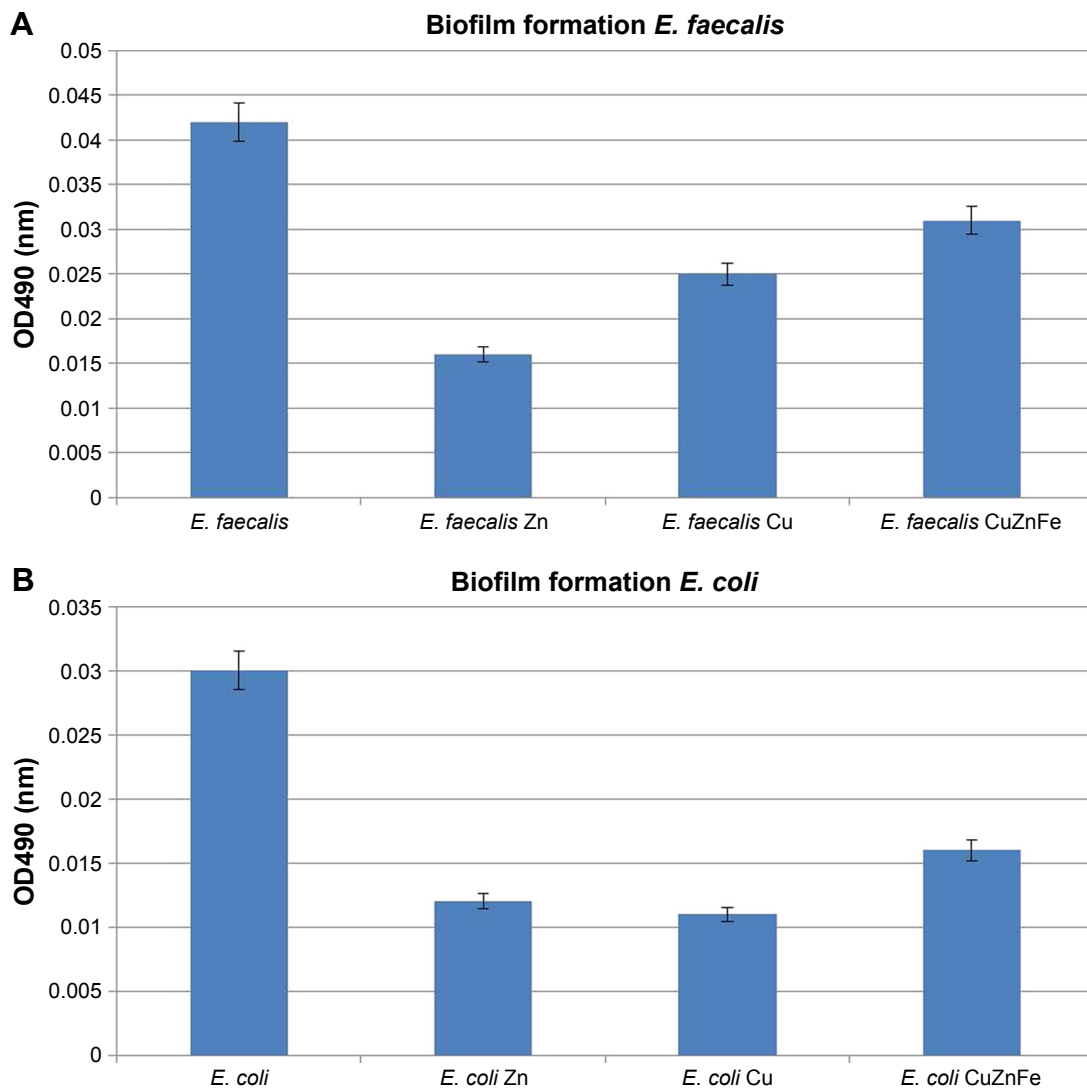 A
Biofilm formation E. faecalis
OD490 (nm)
0.05
0.045
0.04
0.035
0.03
0.025
0.02
0.015
0.01
0.005
0
E. faecalis E. faecalis Zn E. faecalis Cu E. faecalis CuZnFe
B
Biofilm formation E. coli
OD490 (nm)
0.035
0.03
0.025
0.02
0.015
0.01
0.005
0
E. coli E. coli Zn E. coli Cu E. coli CuZnFe